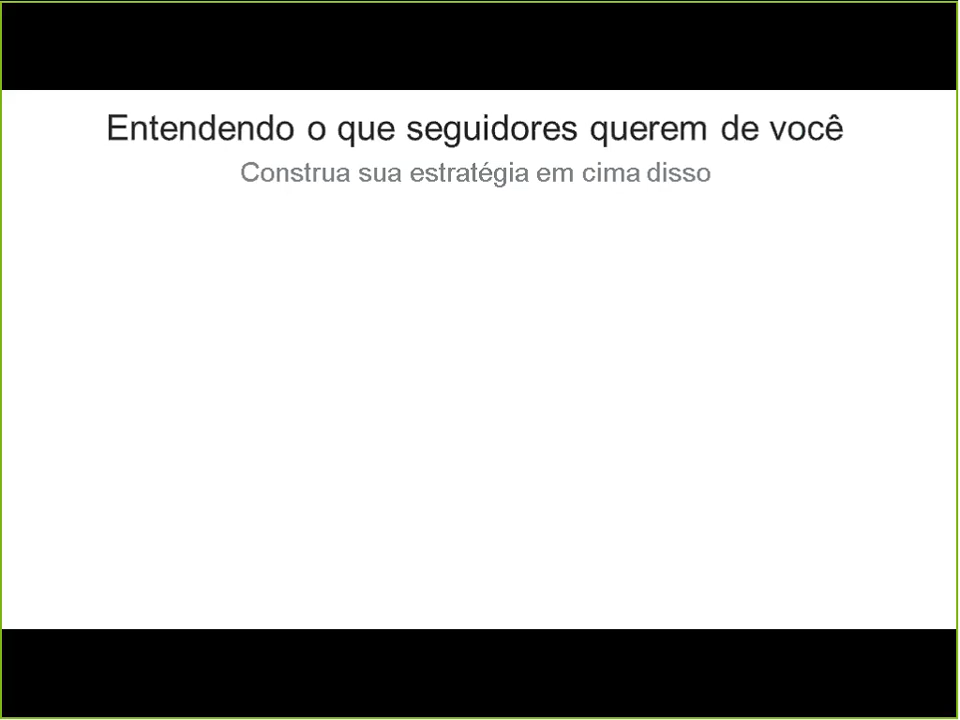 Entendendo o que seguidores querem de você
Construa sua estratégia em cima disso